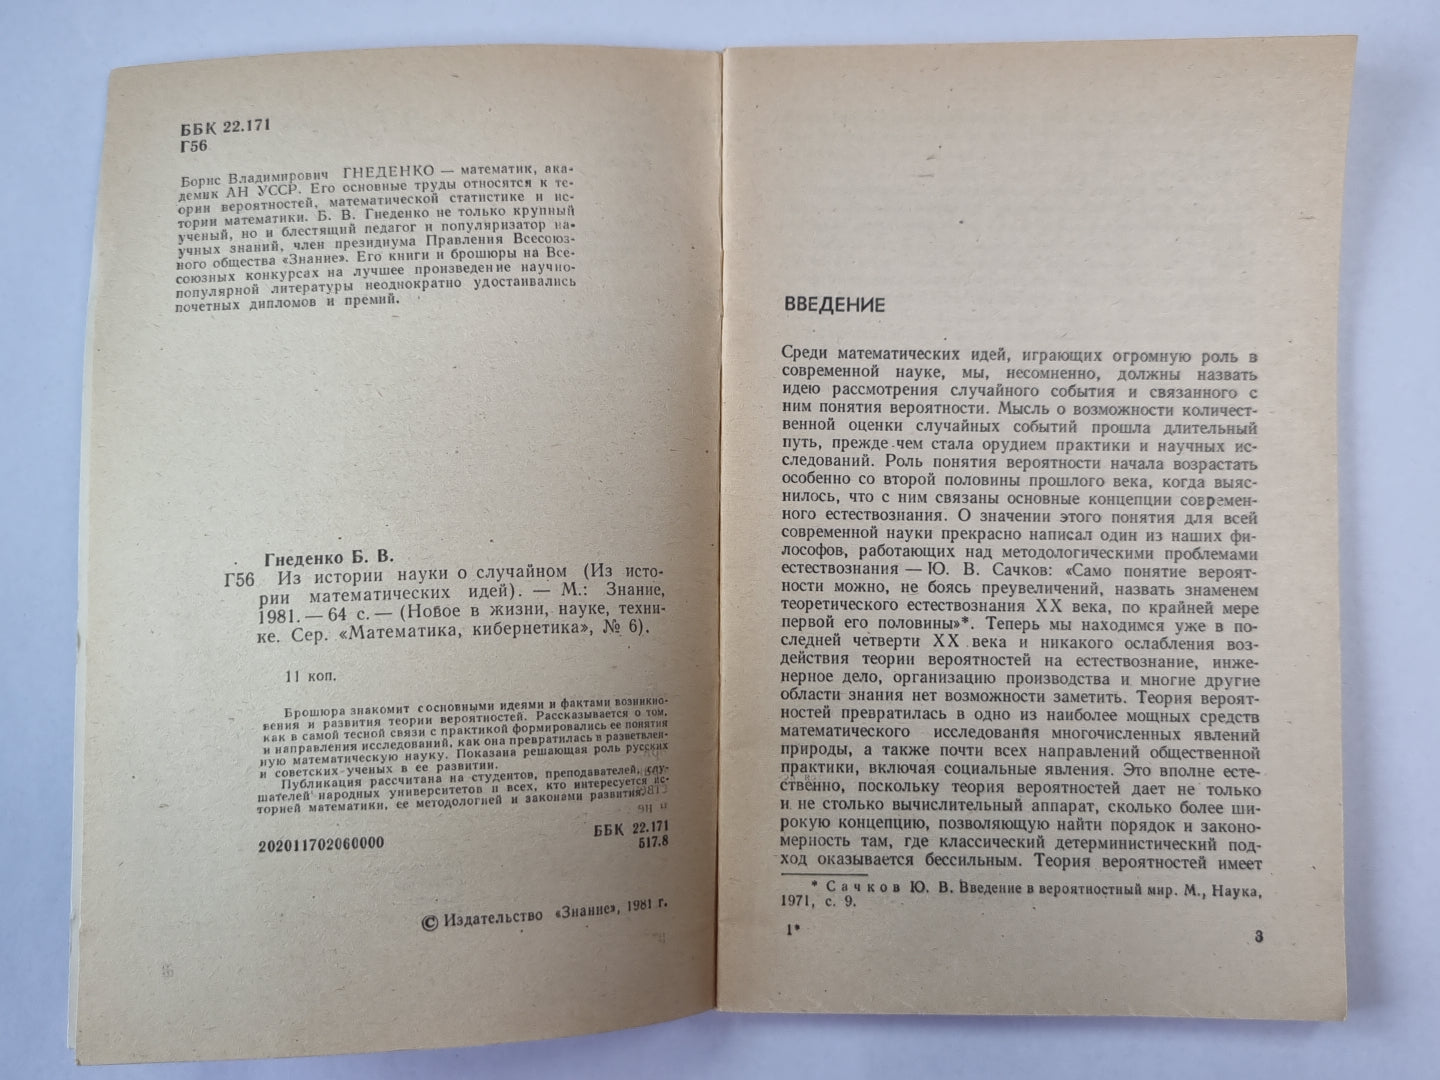 ББК 22.171
Г56
Борис Владимирович ГНЕДЕНКО — математик, ака-
демик АН УССР. Его основные труды относятся к те-
ории вероятностей, математической статистике и ис-
тории математики. Б. В. Гнеденко не только крупный
ученый, но и блестящий педагог и популяризатор на-
учных знаний, член президиума Правления Всесоюз-
ного общества «Знание». Его книги и брошюры на Все-
союзных конкурсах на лучшее произведение научно-
популярной литературы неоднократно удостаивались
почетных дипломов и премий.
Гнеденко Б. В.
Г56 Из истории науки о случайном (Из исто-
рии математических идей). — М.: Знание,
1981. — 64 с. — (Новое в жизни, науке, техни-
ке. Сер. «Математика, кибернетика», № 6).
11 коп.
Брошюра знакомит с основными идеями и фактами возникно-
вения и развития теории вероятностей. Рассказывается о том,
как в самой тесной связи с практикой формировались ее понятия
и направления исследований, как она превратилась в разветвлен-
ную математическую науку. Показана решающая роль русских
и советских ученых в ее развитии.
Публикация рассчитана на студентов, преподавателей, слу-
шателей народных университетов и всех, кто интересуется ис-
торией математики, ее методологией и законами развития.
202011702060000
ББК 22.171
517.8
© Издательство «Знание», 1981 г.
ВВЕДЕНИЕ
Среди математических идей, играющих огромную роль в
современной науке, мы, несомненно, должны назвать
идею рассмотрения случайного события и связанного с
ним понятия вероятности. Мысль о возможности количест-
венной оценки случайных событий прошла длительный
путь, прежде чем стала орудием практики и научных ис-
следований. Роль понятия вероятности начала возрастать
особенно со второй половины прошлого века, когда выяс-
нилось, что с ним связаны основные концепции современ-
ного естествознания. О значении этого понятия для всей
современной науки прекрасно написал один из наших фи-
лософов, работающих над методологическими проблемами
естествознания — Ю. В. Сачков: «Само понятие вероят-
ности можно, не боясь преувеличений, назвать знаменем
теоретического естествознания XX века, по крайней мере
первой его половины»*. Теперь мы находимся уже в по-
следней четверти XX века и никакого ослабления воз-
действия теории вероятностей на естествознание, инже-
нерное дело, организацию производства и многие другие
области знания нет возможности заметить. Теория вероят-
ностей превратилась в одно из наиболее мощных средств
математического исследования многочисленных явлений
природы, а также почти всех направлений общественной
практики, включая социальные явления. Это вполне есте-
ственно, поскольку теория вероятностей дает не только
и не столько вычислительный аппарат, сколько более ши-
рокую концепцию, позволяющую найти порядок и законо-
мерность там, где классический детерминистический под-
ход оказывается бессильным. Теория вероятностей имеет
* Сачков Ю. В. Введение в вероятностный мир. М., Наука,
1971, с. 9.
1*
3